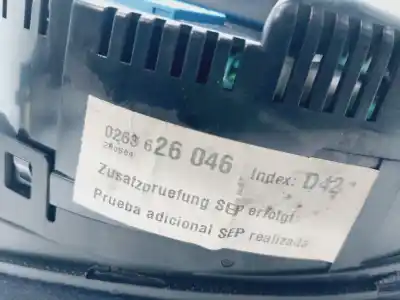 0263 626 046 Index: D42
Zusatzpruefung SEP erfolgt
Prueba adicional SEP realizada